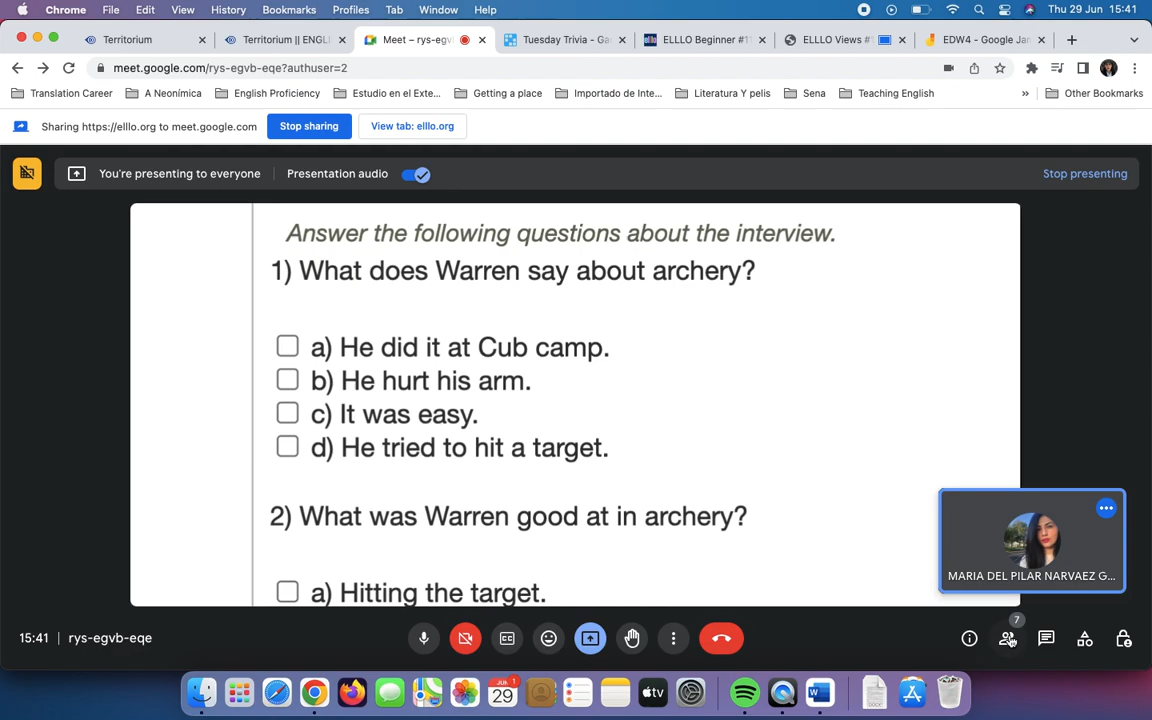 Chrome File Edit View History Bookmarks Profiles Tab Window Help Thu 29 Jun 15:41
Territorium Territorium || ENGLI Meet – rys-egvb Tuesday Trivia - Ga ELLLO Beginner #1 ELLLO Views # EDW4 - Google Jam
meet.google.com/rys-egvb-eqe?authuser=2
Translation Career A Neonímica English Proficiency Estudio en el Exte... Getting a place Importado de Inte... Literatura Y pelis Sena Teaching English » Other Bookmarks
Sharing https://elllo.org to meet.google.com Stop sharing View tab: elllo.org
You're presenting to everyone Presentation audio Stop presenting
Answer the following questions about the interview.
1) What does Warren say about archery?
a) He did it at Cub camp.
b) He hurt his arm.
c) It was easy.
d) He tried to hit a target.
2) What was Warren good at in archery?
a) Hitting the target.
MARIA DEL PILAR NARVAEZ G...
15:41 | rys-egvb-eqe 7
JUN 29 1 tv W